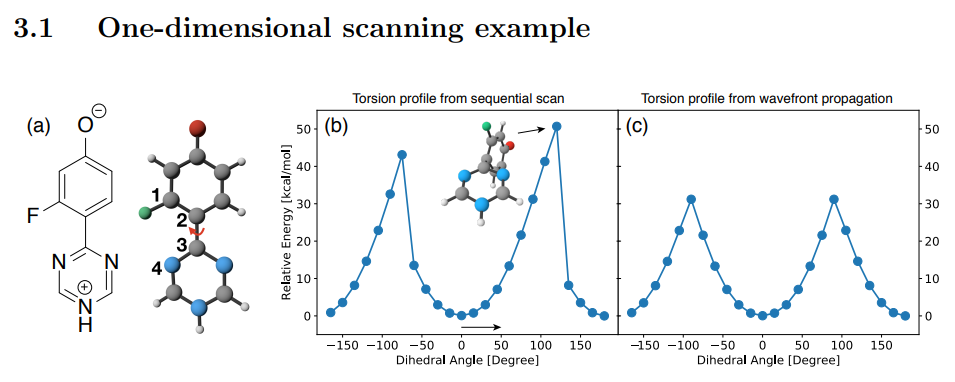 3.1 One-dimensional scanning example
Torsion profile from sequential scan
Torsion profile from wavefront propagation
(a)
O
⊖
F
N
N
⊕
N
H
1
2
3
4
(b)
(c)
Relative Energy [kcal/mol]
50
40
30
20
10
0
−150 −100 −50 0 50 100 150
Dihedral Angle [Degree]
−150 −100 −50 0 50 100 150
Dihedral Angle [Degree]
50
40
30
20
10
0